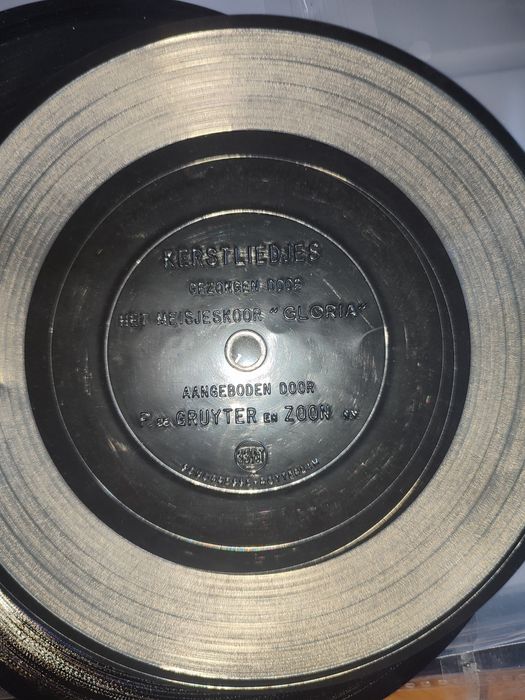 KERSTLIEDJES
GEZONGEN DOOR
HET MEISJESKOOR "GLORIA"
AANGEBODEN DOOR
P. DE GRUYTER EN ZOON N.V.